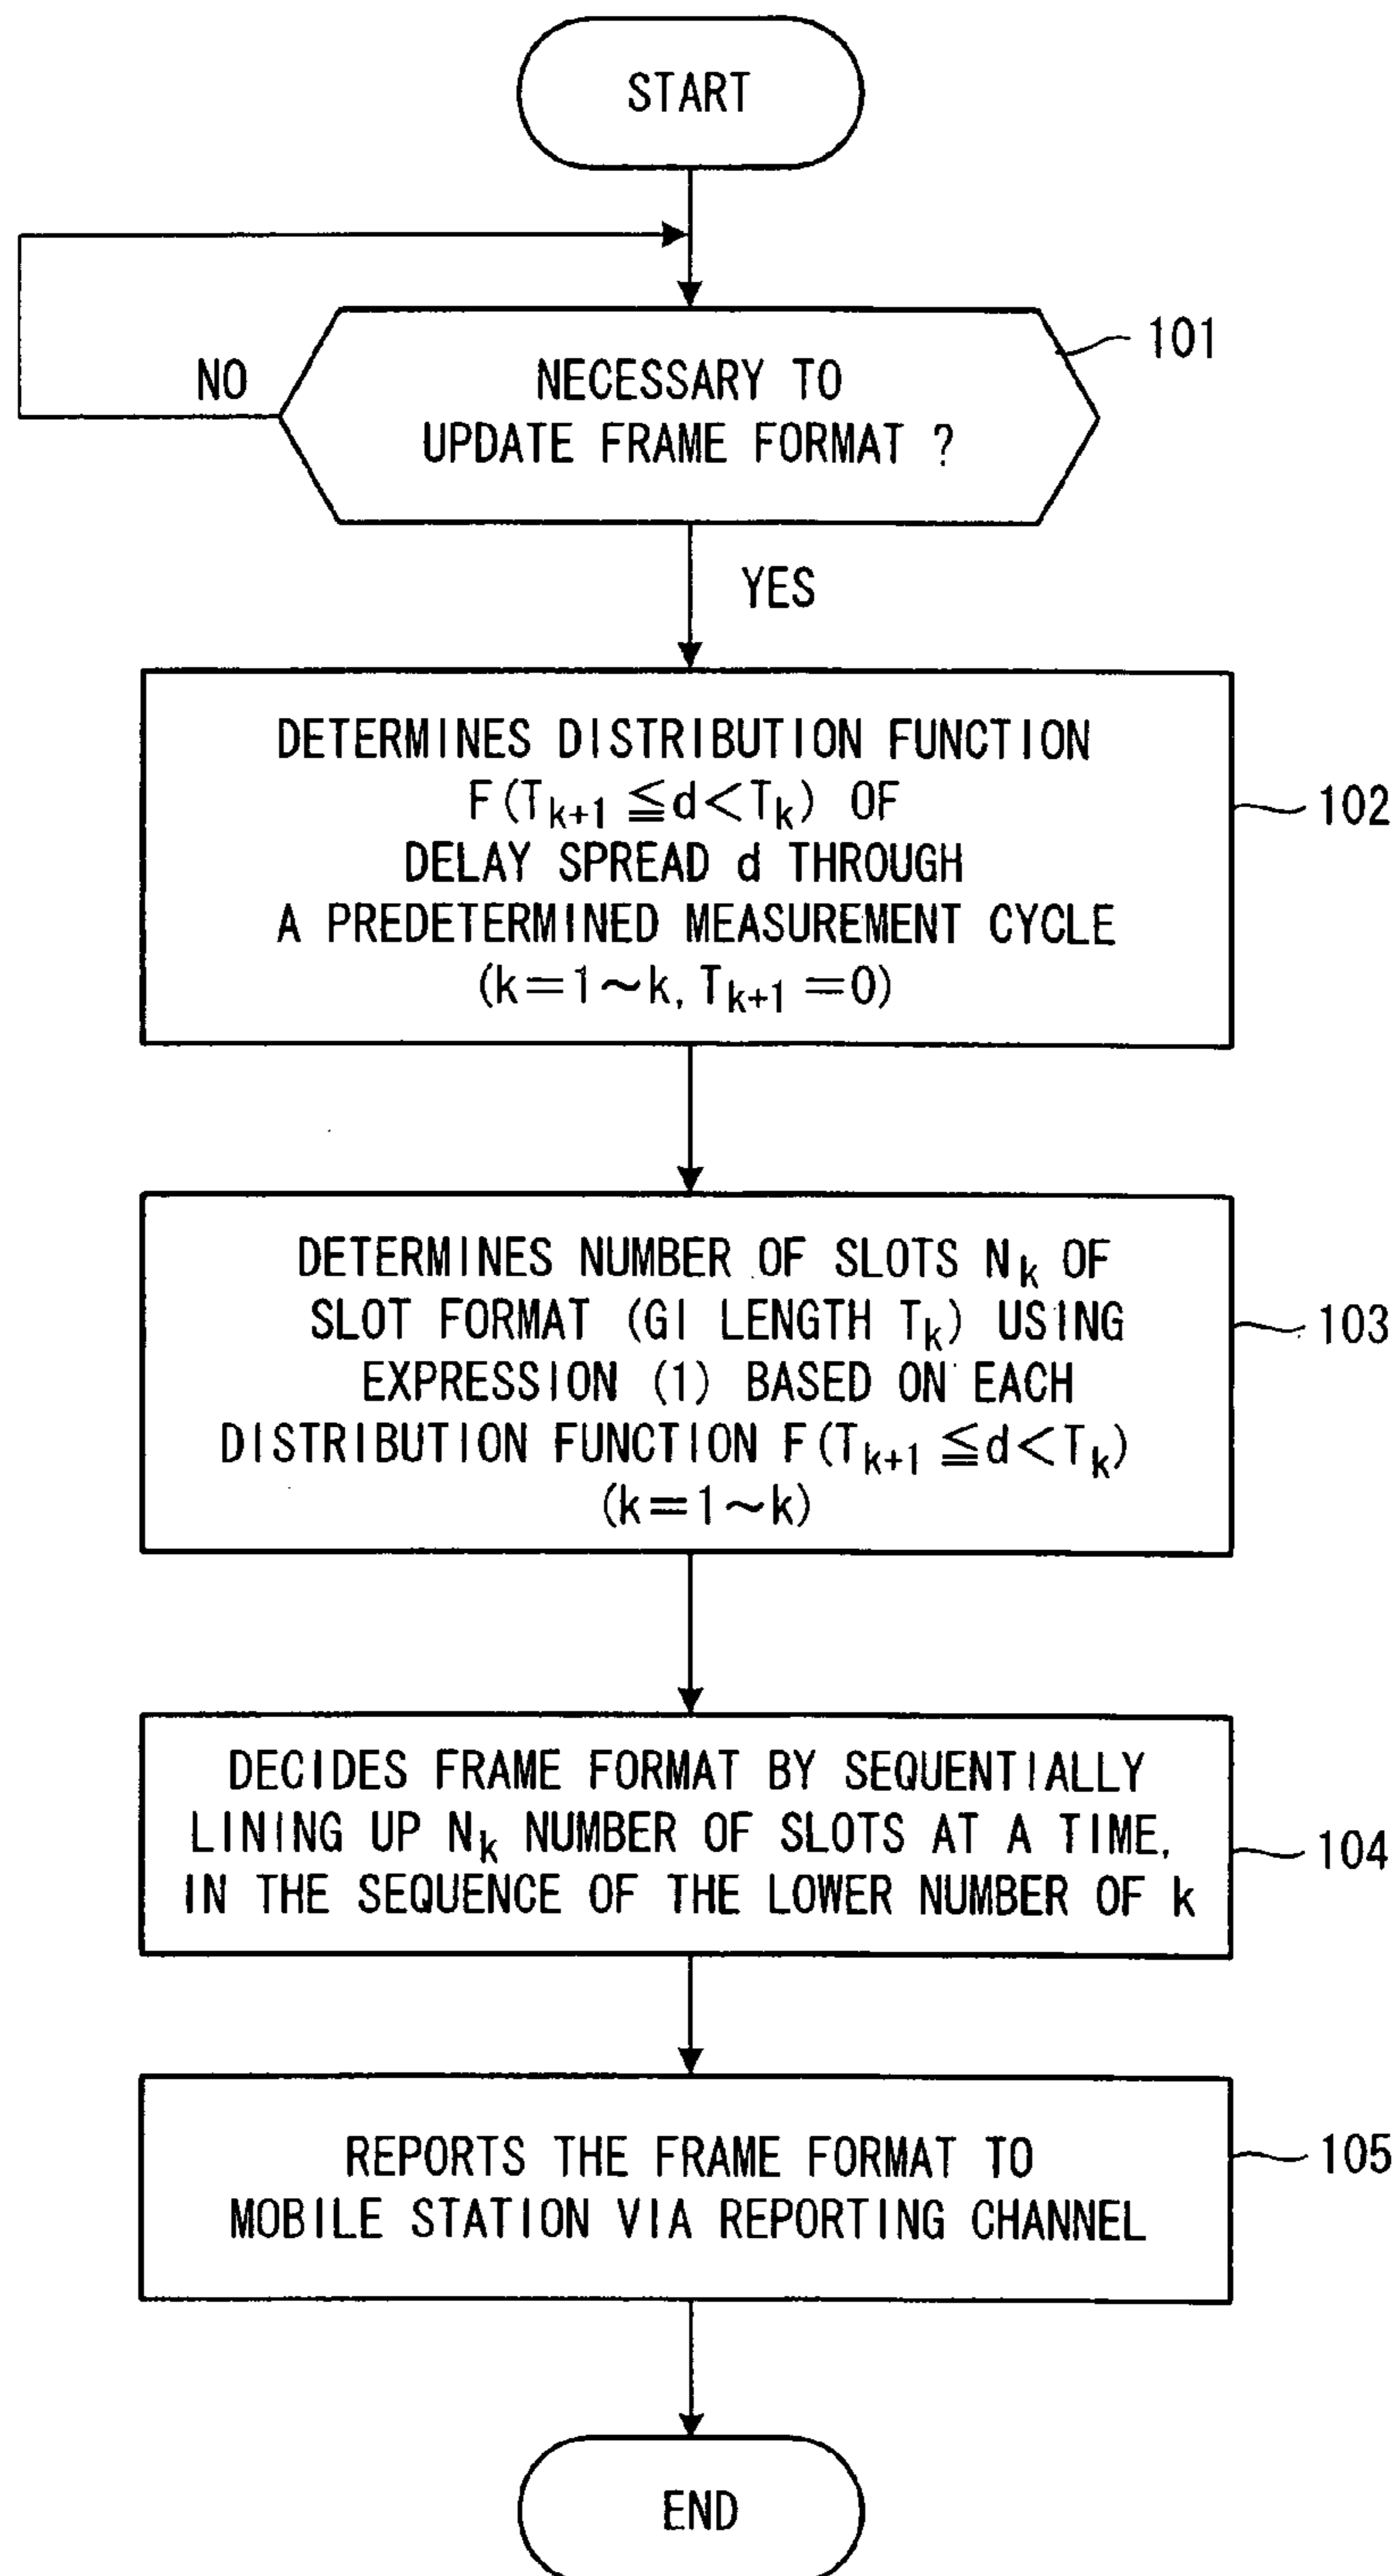 START
NO
NECESSARY TO
UPDATE FRAME FORMAT ?
101
YES
DETERMINES DISTRIBUTION FUNCTION
F(Tk+1 ≦d<Tk) OF
DELAY SPREAD d THROUGH
A PREDETERMINED MEASUREMENT CYCLE
(k=1~k, Tk+1 =0)
102
DETERMINES NUMBER OF SLOTS Nk OF
SLOT FORMAT (GI LENGTH Tk) USING
EXPRESSION (1) BASED ON EACH
DISTRIBUTION FUNCTION F(Tk+1 ≦d<Tk)
(k=1~k)
103
DECIDES FRAME FORMAT BY SEQUENTIALLY
LINING UP Nk NUMBER OF SLOTS AT A TIME,
IN THE SEQUENCE OF THE LOWER NUMBER OF k
104
REPORTS THE FRAME FORMAT TO
MOBILE STATION VIA REPORTING CHANNEL
105
END